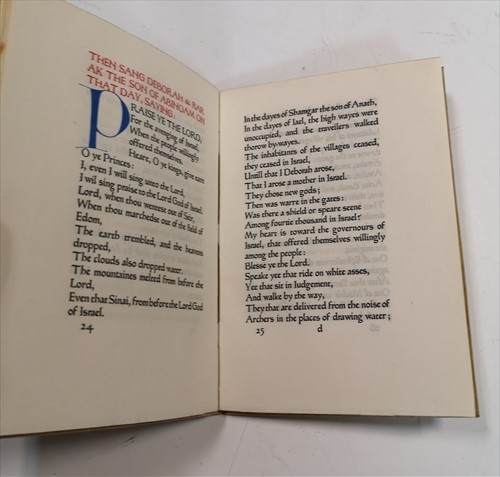 THEN SANG DEBORAH & BAR
AK THE SON OF ABINOAM ON
THAT DAY, SAYING:
PRAISE YE THE LORD,
For the avenging of Israel,
When the people willingly
offered themselves.
Heare, O ye kings, give eare
O ye Princes:
I, even I will sing unto the Lord,
I wil sing praise to the Lord God of Israel.
Lord, when thou wentest out of Seir,
When thou marchedst out of the field of
Edom,
The earth trembled, and the heavens
dropped,
The clouds also dropped water.
The mountaines melted from before the
Lord,
Even that Sinai, from before the Lord God
of Israel.
24
In the dayes of Shamgar the son of Anath,
In the dayes of Iael, the high wayes were
unoccupied, and the travellers walked
thorow by-wayes.
The inhabitants of the villages ceased,
they ceased in Israel,
Untill that I Deborah arose,
That I arose a mother in Israel.
They chose new gods;
Then was warre in the gates:
Was there a shield or speare seene
Among fourtie thousand in Israel?
My heart is toward the governours of
Israel, that offered themselves willingly
among the people:
Blesse ye the Lord.
Speake yee that ride on white asses,
Yee that sit in Iudgement,
And walke by the way,
They that are delivered from the noise of
Archers in the places of drawing water;
25 d